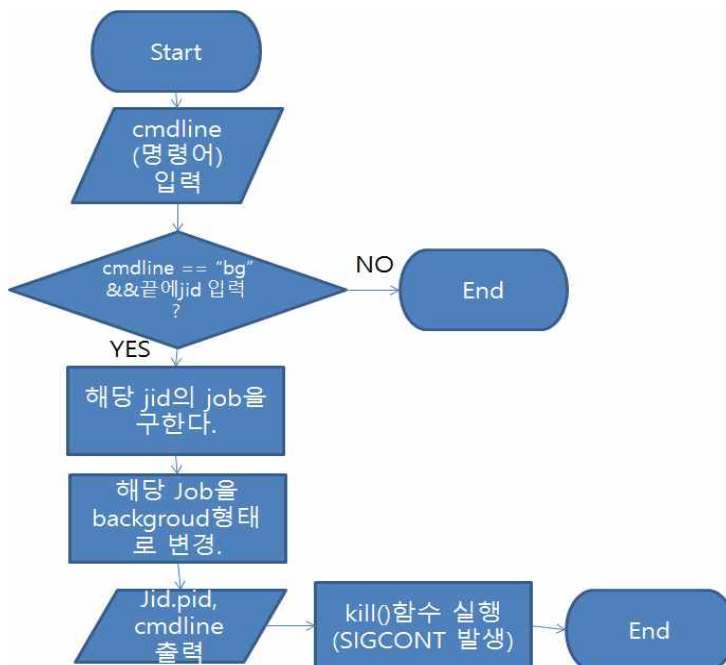 Start
cmdline
(명령어)
입력
cmdline == “bg”
&&끝에jid 입력
?
NO
End
YES
해당 jid의 job을
구한다.
해당 Job을
backgroud형태
로 변경.
Jid.pid,
cmdline
출력
kill()함수 실행
(SIGCONT 발생)
End